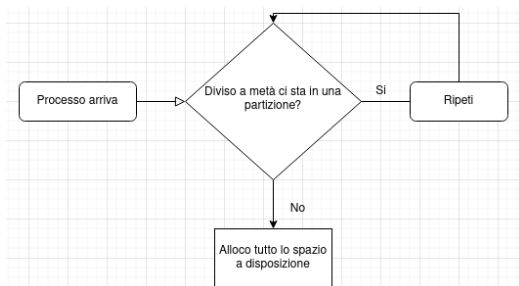 Processo arriva
Diviso a metà ci sta in una
partizione?
Si
Ripeti
No
Alloco tutto lo spazio
a disposizione